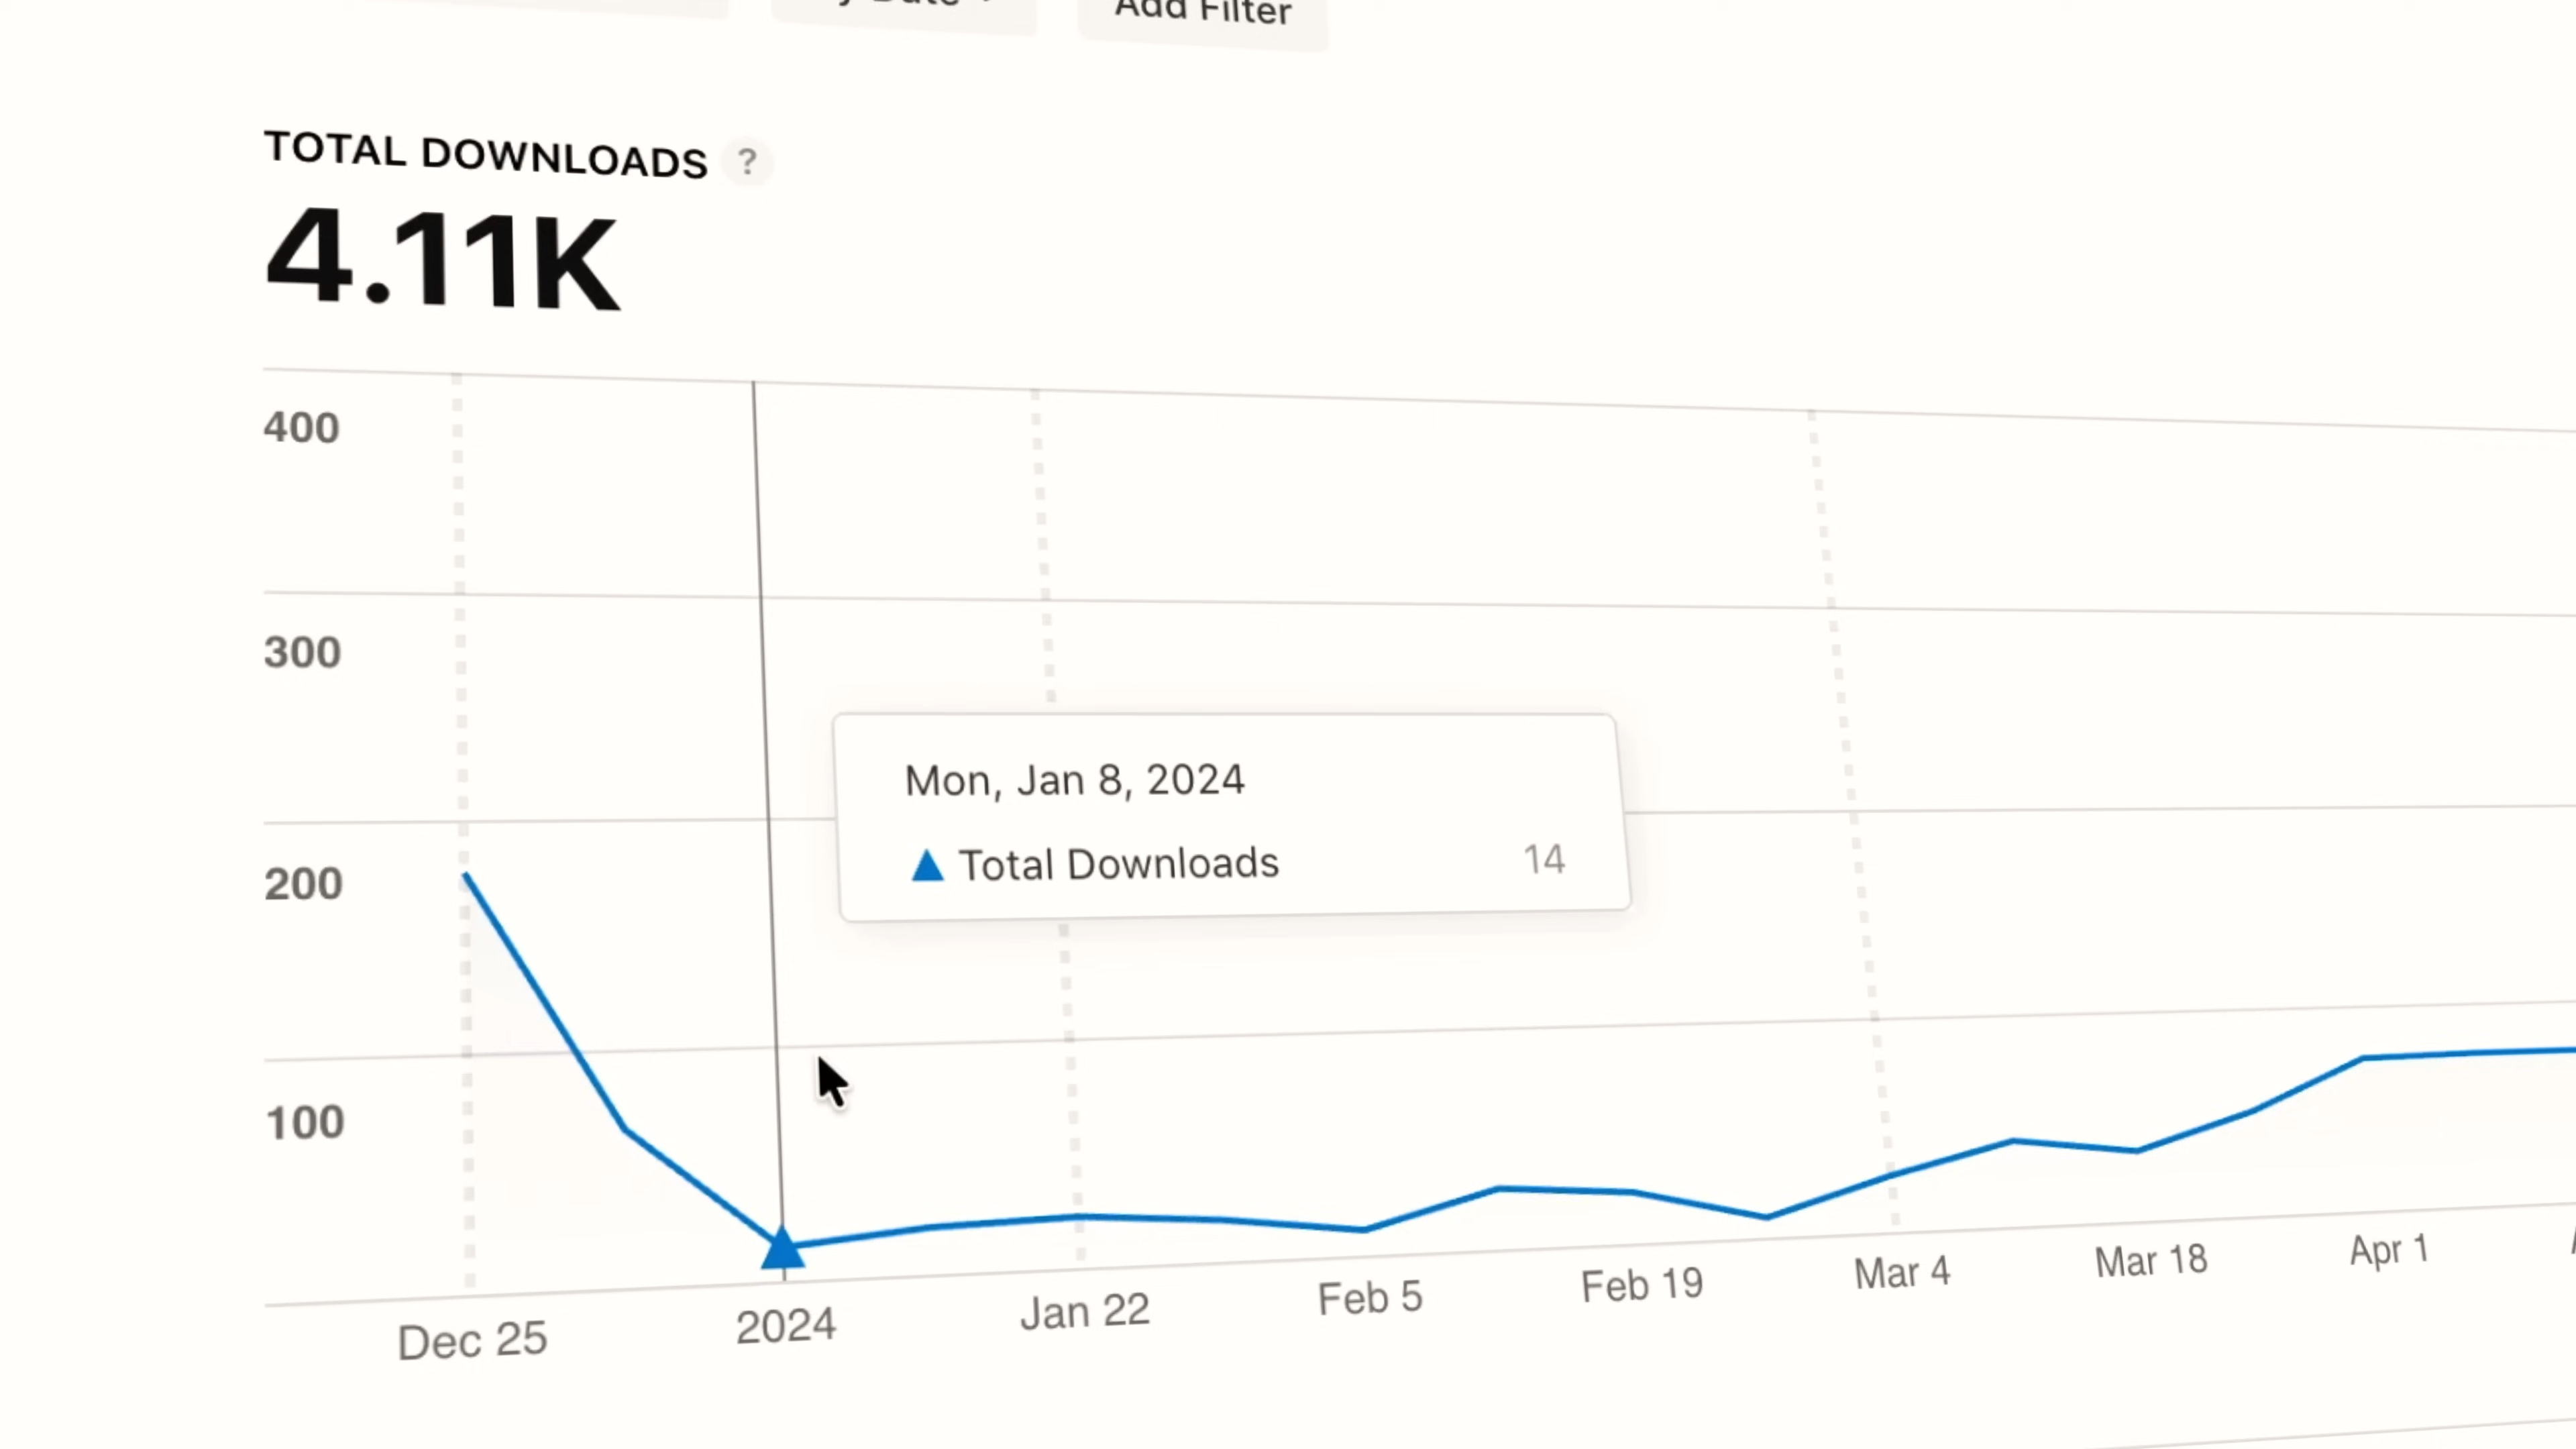 Add Filter
TOTAL DOWNLOADS ?
4.11K
400
300
200
100
Mon, Jan 8, 2024
Total Downloads 14
Dec 25 2024 Jan 22 Feb 5 Feb 19 Mar 4 Mar 18 Apr 1